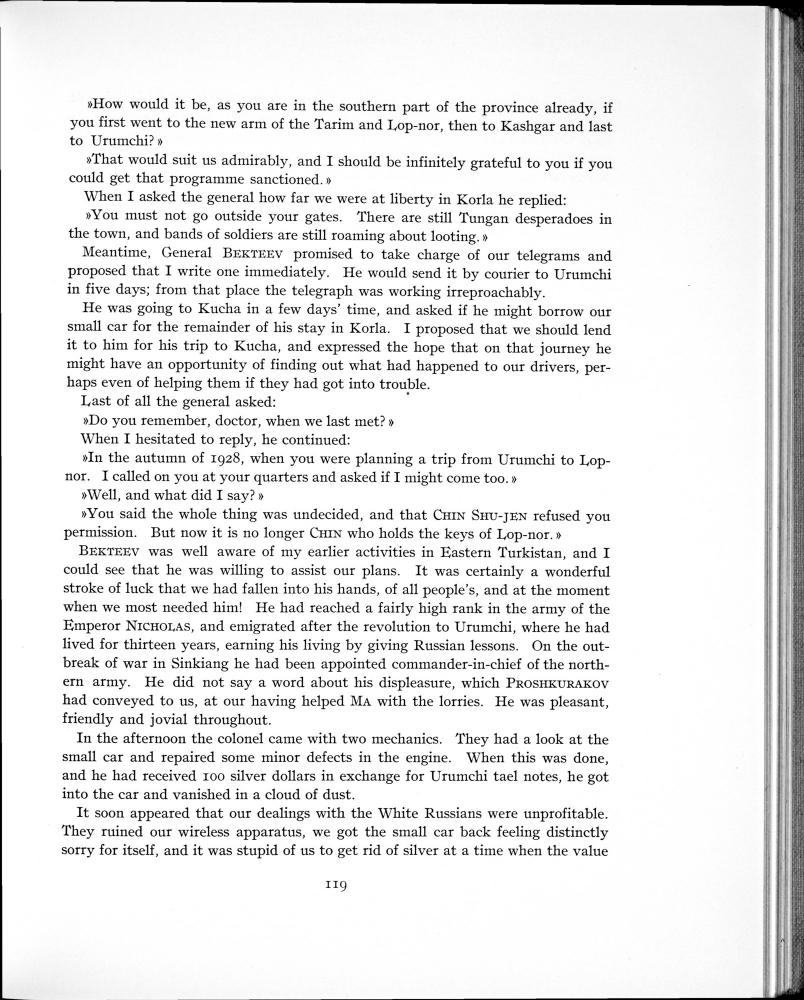 »How would it be, as you are in the southern part of the province already, if
you first went to the new arm of the Tarim and Lop-nor, then to Kashgar and last
to Urumchi?»
»That would suit us admirably, and I should be infinitely grateful to you if you
could get that programme sanctioned.»
When I asked the general how far we were at liberty in Korla he replied:
»You must not go outside your gates. There are still Tungan desperadoes in
the town, and bands of soldiers are still roaming about looting.»
Meantime, General BEKTEEV promised to take charge of our telegrams and
proposed that I write one immediately. He would send it by courier to Urumchi
in five days; from that place the telegraph was working irreproachably.
He was going to Kucha in a few days' time, and asked if he might borrow our
small car for the remainder of his stay in Korla. I proposed that we should lend
it to him for his trip to Kucha, and expressed the hope that on that journey he
might have an opportunity of finding out what had happened to our drivers, per-
haps even of helping them if they had got into trouble.
Last of all the general asked:
»Do you remember, doctor, when we last met?»
When I hesitated to reply, he continued:
»In the autumn of 1928, when you were planning a trip from Urumchi to Lop-
nor. I called on you at your quarters and asked if I might come too.»
»Well, and what did I say?»
»You said the whole thing was undecided, and that CHIN SHU-JEN refused you
permission. But now it is no longer CHIN who holds the keys of Lop-nor.»
BEKTEEV was well aware of my earlier activities in Eastern Turkistan, and I
could see that he was willing to assist our plans. It was certainly a wonderful
stroke of luck that we had fallen into his hands, of all people's, and at the moment
when we most needed him! He had reached a fairly high rank in the army of the
Emperor NICHOLAS, and emigrated after the revolution to Urumchi, where he had
lived for thirteen years, earning his living by giving Russian lessons. On the out-
break of war in Sinkiang he had been appointed commander-in-chief of the north-
ern army. He did not say a word about his displeasure, which PROSHKURAKOV
had conveyed to us, at our having helped MA with the lorries. He was pleasant,
friendly and jovial throughout.
In the afternoon the colonel came with two mechanics. They had a look at the
small car and repaired some minor defects in the engine. When this was done,
and he had received 100 silver dollars in exchange for Urumchi tael notes, he got
into the car and vanished in a cloud of dust.
It soon appeared that our dealings with the White Russians were unprofitable.
They ruined our wireless apparatus, we got the small car back feeling distinctly
sorry for itself, and it was stupid of us to get rid of silver at a time when the value
119